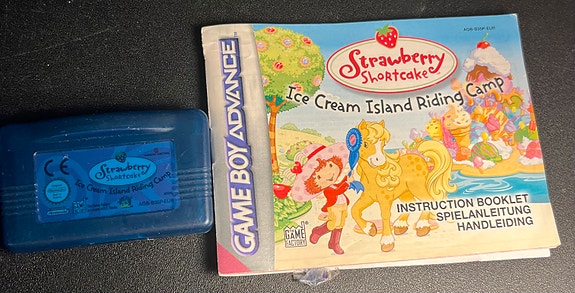 CE
Strawberry
Shortcake
Ice Cream Island Riding Camp
GAME BOY ADVANCE
Strawberry
Shortcake
Ice Cream Island Riding Camp
INSTRUCTION BOOKLET
SPIELANLEITUNG
HANDLEIDING
GAME
FACTORY